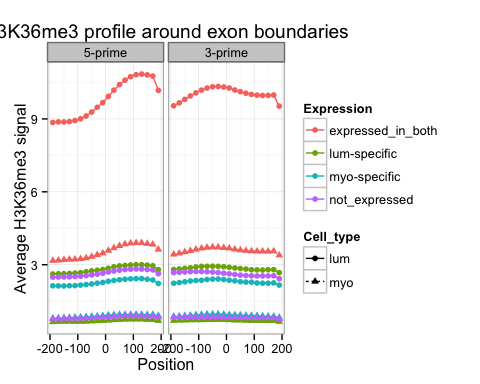 3K36me3 profile around exon boundaries
5-prime 3-prime
Average H3K36me3 signal
9
6
3
-200 -100 0 100 200 -200 -100 0 100 200
Position
Expression
expressed_in_both
lum-specific
myo-specific
not_expressed
Cell_type
lum
myo